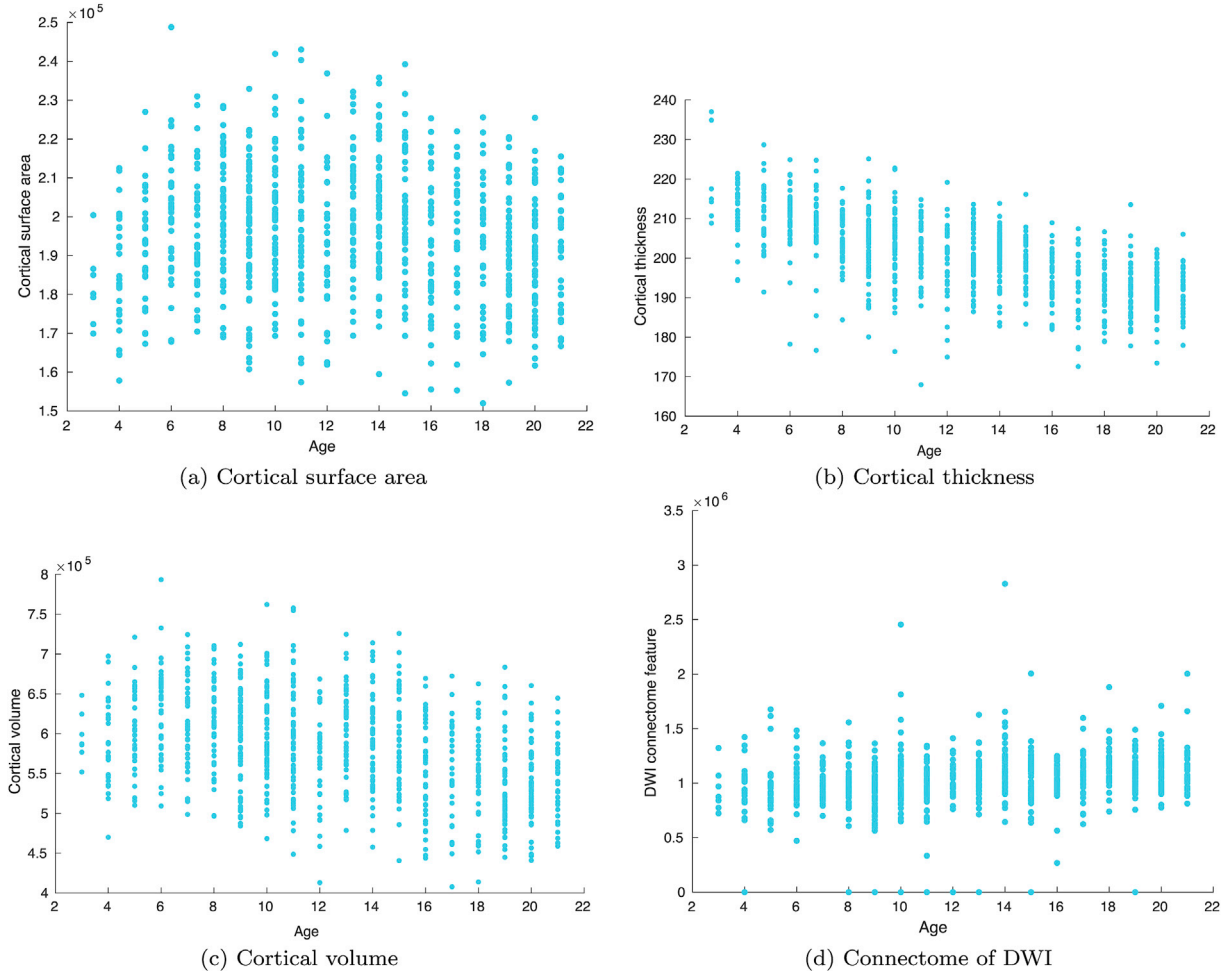 ×10 5
2.5
2.4
2.3
2.2
2.1
2
1.9
1.8
1.7
1.6
1.5
Cortical surface area
2 4 6 8 10 12 14 16 18 20 22
Age
(a) Cortical surface area
240
230
220
210
200
190
180
170
160
Cortical thickness
2 4 6 8 10 12 14 16 18 20 22
Age
(b) Cortical thickness
×10 5
8
7.5
7
6.5
6
5.5
5
4.5
4
Cortical volume
2 4 6 8 10 12 14 16 18 20 22
Age
(c) Cortical volume
×10 6
3.5
3
2.5
2
1.5
1
0.5
0
DWI connectome feature
2 4 6 8 10 12 14 16 18 20 22
Age
(d) Connectome of DWI